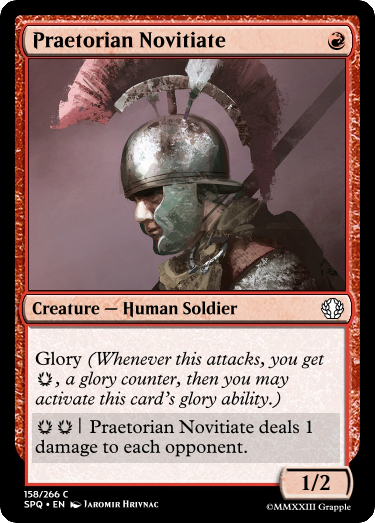 Praetorian Novitiate
Creature — Human Soldier
Glory (Whenever this attacks, you get
, a glory counter, then you may
activate this card's glory ability.)
| Praetorian Novitiate deals 1
damage to each opponent.
1/2
158/266 C
SPQ • EN Jaromir Hrivnac
©MMXXIII Grapple